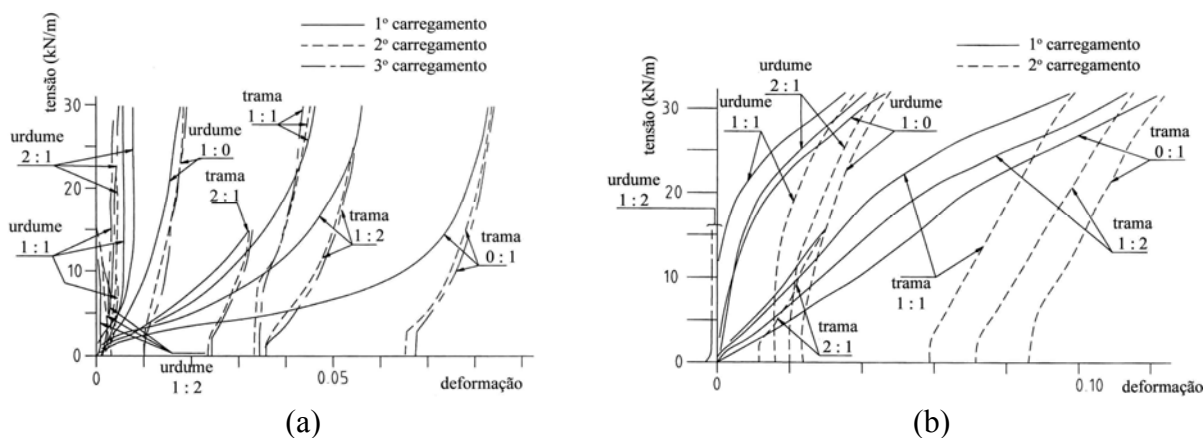 1º carregamento
2º carregamento
3º carregamento
tensão (kN/m)
30
20
10
0
urdume
2 : 1
urdume
1 : 1
urdume
1 : 2
urdume
1 : 0
trama
1 : 1
trama
2 : 1
trama
1 : 2
trama
0 : 1
0
0.05
deformação
(a)
1º carregamento
2º carregamento
tensão (kN/m)
30
20
10
0
urdume
2 : 1
urdume
1 : 1
urdume
1 : 0
urdume
1 : 2
trama
0 : 1
1 : 2
trama
1 : 1
trama
2 : 1
0
0.10
deformação
(b)